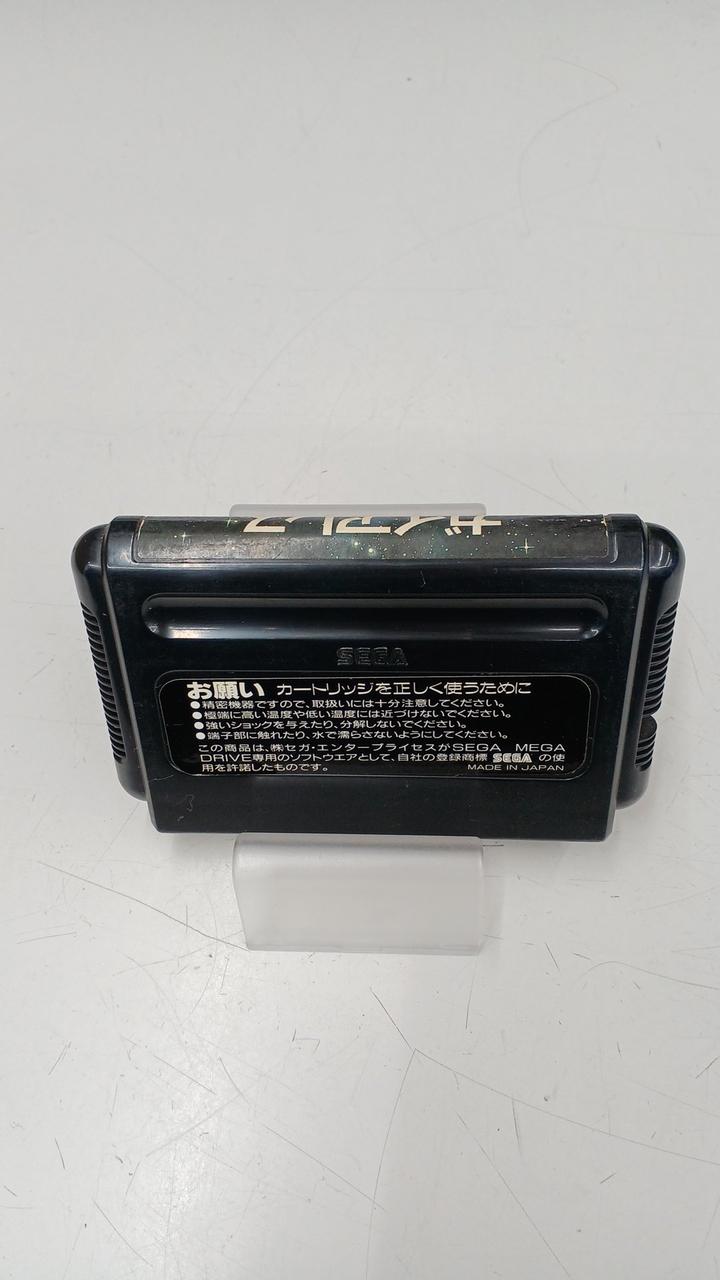 ガイアレス
SEGA
お願い カートリッジを正しく使うために
●精密機器ですので、取扱いには十分注意してください。
●極端に高い温度や低い温度には近づけないでください。
●強いショックを与えたり、分解しないでください。
●端子部に触れたり、水で濡らさないようにしてください。
この商品は、㈱セガ・エンタープライゼスがSEGA MEGA
DRIVE専用のソフトウエアとして、自社の登録商標 SEGA の使
用を許諾したものです。 MADE IN JAPAN